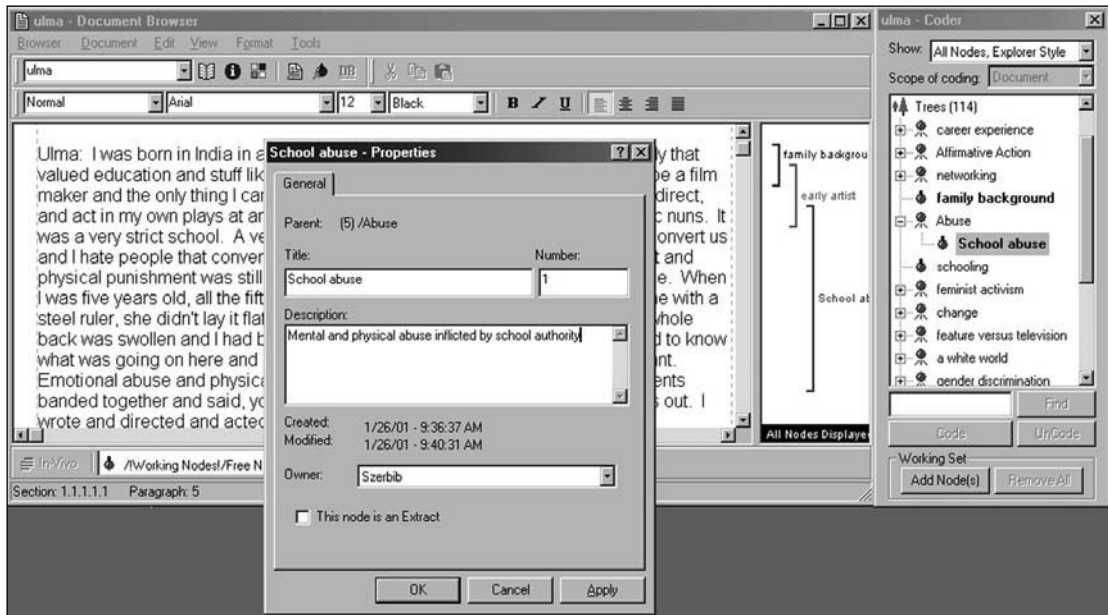 ulma - Document Browser
Browser Document Edit View Format Tools
ulma
DB
Normal Arial 12 Black B I U
Ulma: I was born in India in a
ly that
valued education and stuff lik
be a film
maker and the only thing I car
direct,
and act in my own plays at ar
c nuns. It
was a very strict school. A ve
onvert us
and I hate people that conver
t and
physical punishment was still
e. When
I was five years old, all the fift
ne with a
steel ruler, she didn't lay it flat
whole
back was swollen and I had b
d to know
what was going on here and
nt.
Emotional abuse and physica
ents
banded together and said, yo
s out. I
wrote and directed and acted
family backgrou
early artist
School at
All Nodes Displaye
In-Vivo
/!Working Nodes!/Free N
Section: 1.1.1.1.1 Paragraph: 5
School abuse - Properties
General
Parent: (5) /Abuse
Title: Number:
School abuse 1
Description:
Mental and physical abuse inflicted by school authority
Created: 1/26/01 - 9:36:37 AM
Modified: 1/26/01 - 9:40:31 AM
Owner: Szerbib
This node is an Extract
OK Cancel Apply
ulma - Coder
Show: All Nodes, Explorer Style
Scope of coding: Document
Trees (114)
career experience
Affirmative Action
networking
family background
Abuse
School abuse
schooling
feminist activism
change
feature versus television
a white world
gender discrimination
Find
Code UnCode
Working Set
Add Node(s) Remove All